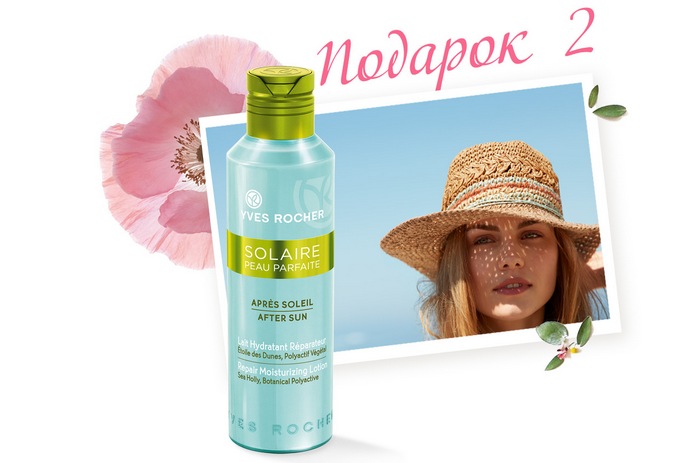 Подарок 2
YVES ROCHER
SOLAIRE
PEAU PARFAITE
APRÈS SOLEIL
AFTER SUN
Lait Hydratant Réparateur
Etoile des Dunes, Polyactif Végétal
Repair Moisturizing Lotion
Sea Holly, Botanical Polyactive
YVES ROCHER